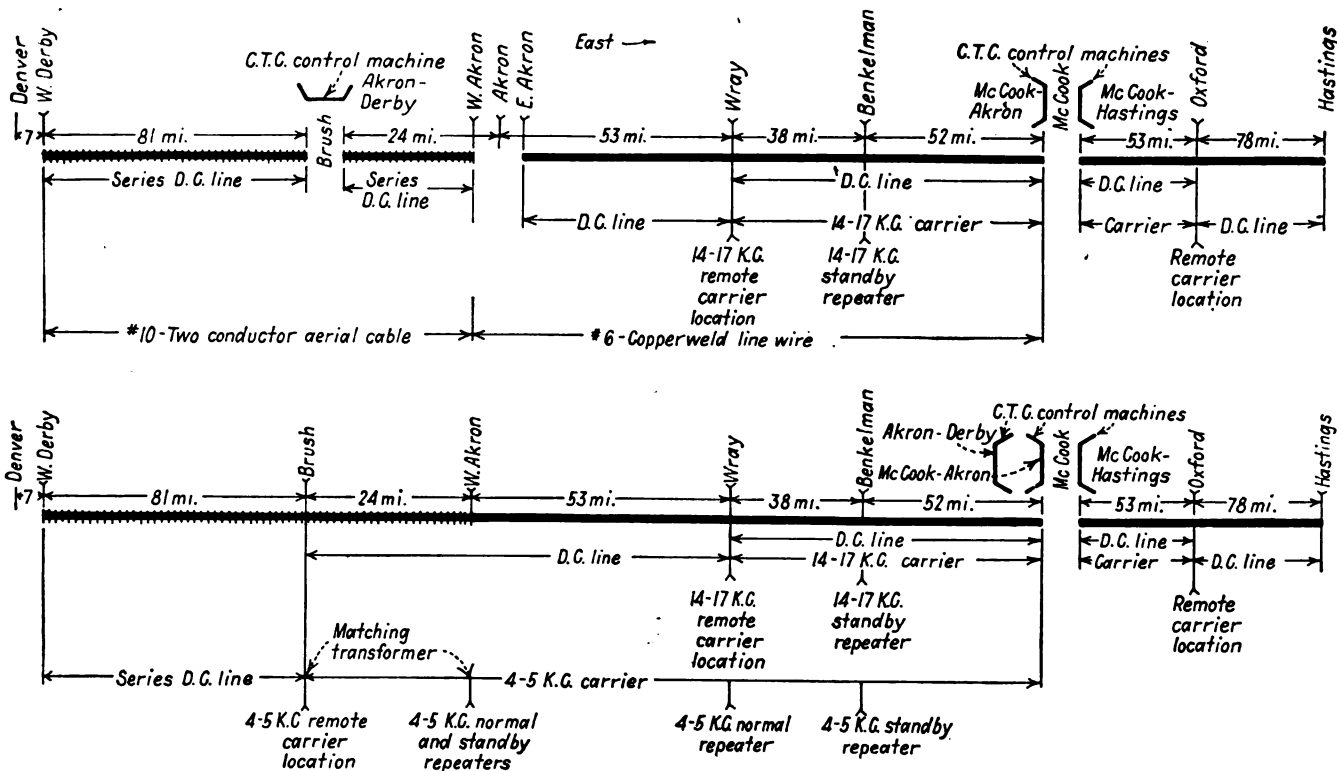 Denver
W. Derby
C.T.C. control machine
Akron-
Derby
W. Akron
Akron
E. Akron
East →
Wray
Benkelman
C.T.C. control machines
Mc Cook-
Akron
Mc Cook
Mc Cook-
Hastings
Oxford
Hastings
7
81 mi.
Brush
24 mi.
53 mi.
38 mi.
52 mi.
53 mi.
78 mi.
Series D.C. line
Series
D.C. line
D.C. line
D.C. line
D.C. line
14-17 K.C. carrier
Carrier
D.C. line
14-17 K.C.
remote
carrier
location
14-17 K.C.
standby
repeater
Remote
carrier
location
#10-Two conductor aerial cable
#6-Copperweld line wire
Denver
W. Derby
Brush
W. Akron
Wray
Benkelman
C.T.C. control machines
Akron-Derby
Mc Cook-Akron
Mc Cook
Mc Cook-
Hastings
Oxford
Hastings
7
81 mi.
24 mi.
53 mi.
38 mi.
52 mi.
53 mi.
78 mi.
D.C. line
D.C. line
D.C. line
14-17 K.C. carrier
Carrier
D.C. line
14-17 K.C.
remote
carrier
location
14-17 K.C.
standby
repeater
Remote
carrier
location
Matching
transformer
Series D.C. line
4-5 K.C. carrier
4-5 K.C remote
carrier
location
4-5 K.C. normal
and standby
repeaters
4-5 K.C. normal
repeater
4-5 K.C. standby
repeater